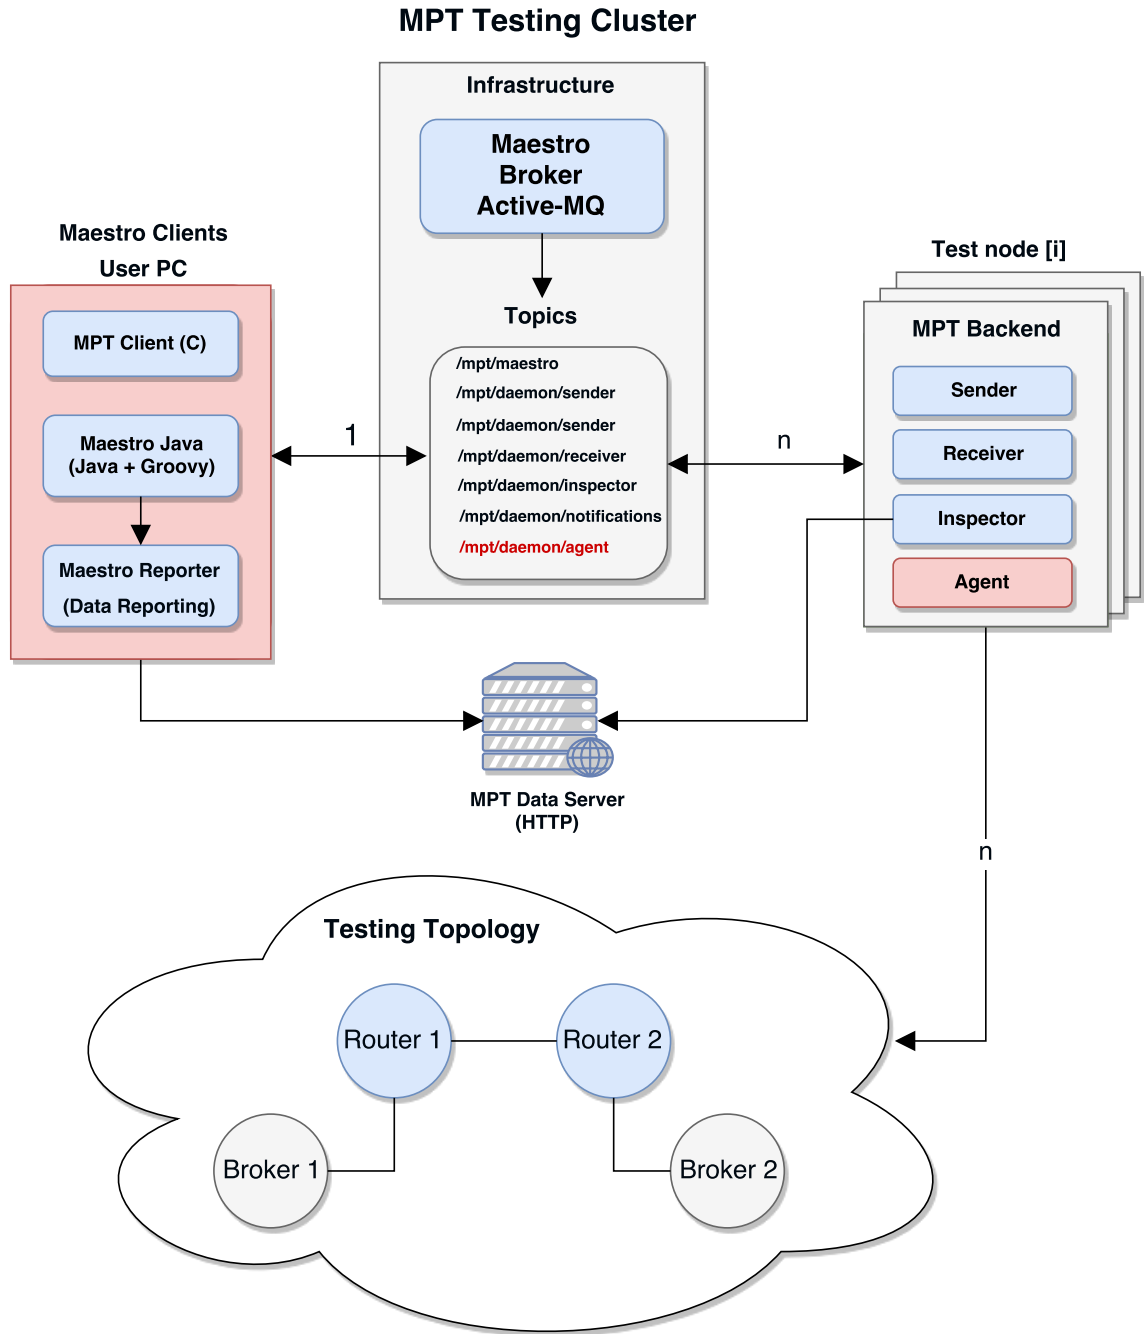 MPT Testing Cluster
Infrastructure
Maestro
Broker
Active-MQ
Topics
/mpt/maestro
/mpt/daemon/sender
/mpt/daemon/sender
/mpt/daemon/receiver
/mpt/daemon/inspector
/mpt/daemon/notifications
/mpt/daemon/agent
Maestro Clients
User PC
MPT Client (C)
Maestro Java
(Java + Groovy)
Maestro Reporter
(Data Reporting)
1
n
Test node [i]
MPT Backend
Sender
Receiver
Inspector
Agent
MPT Data Server
(HTTP)
n
Testing Topology
Router 1
Router 2
Broker 1
Broker 2